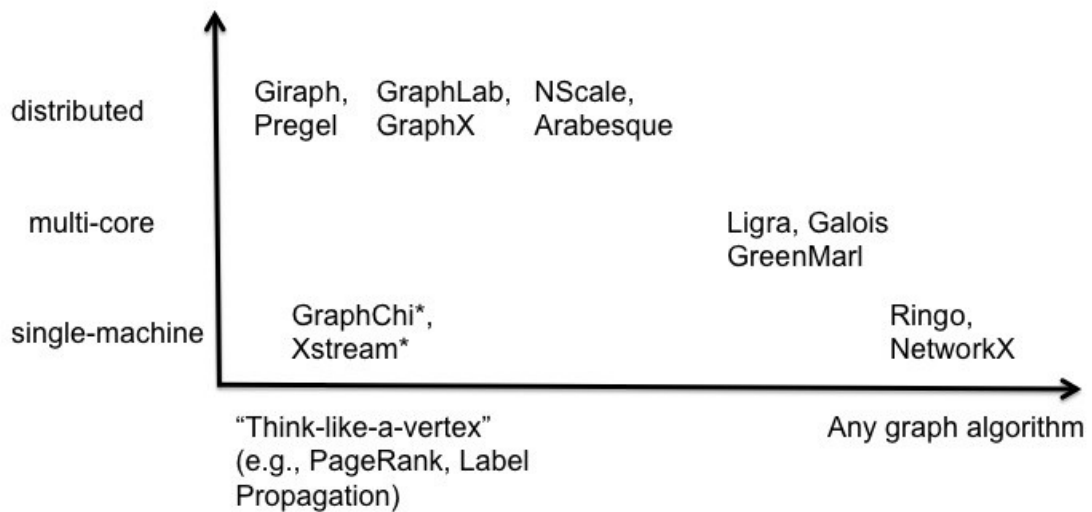 distributed
Giraph, GraphLab, NScale,
Pregel GraphX Arabesque
multi-core
Ligra, Galois
GreenMarl
single-machine
GraphChi*,
Xstream*
Ringo,
NetworkX
“Think-like-a-vertex”
(e.g., PageRank, Label
Propagation)
Any graph algorithm